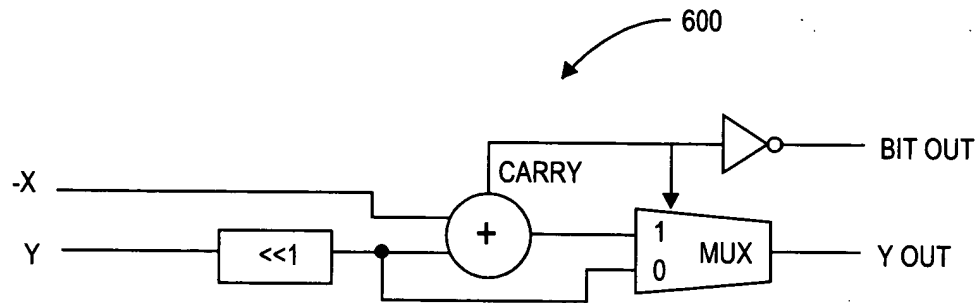 600
BIT OUT
CARRY
-X
+
1
Y
<<1
MUX
Y OUT
0